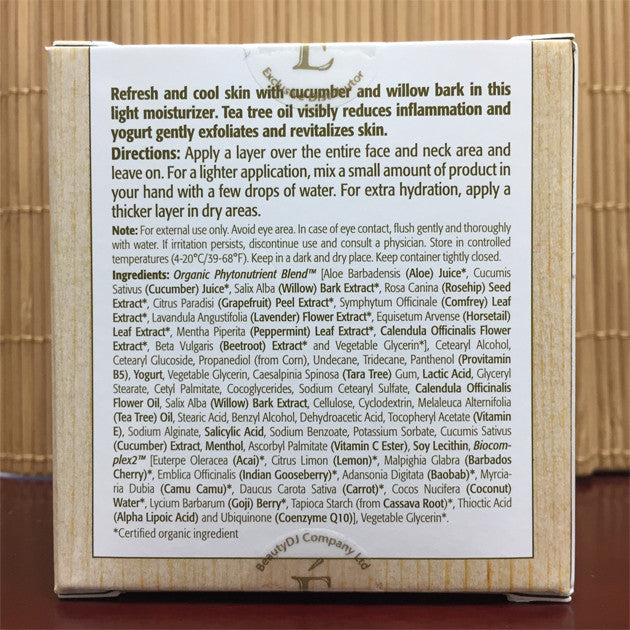 E
Exclusive Distributor
Refresh and cool skin with cucumber and willow bark in this
light moisturizer. Tea tree oil visibly reduces inflammation and
yogurt gently exfoliates and revitalizes skin.
Directions: Apply a layer over the entire face and neck area and
leave on. For a lighter application, mix a small amount of product in
your hand with a few drops of water. For extra hydration, apply a
thicker layer in dry areas.
Note: For external use only. Avoid eye area. In case of eye contact, flush gently and thoroughly
with water. If irritation persists, discontinue use and consult a physician. Store in controlled
temperatures (4-20°C/39-68°F). Keep in a dark and dry place. Keep container tightly closed.
Ingredients: Organic Phytonutrient Blend™ [Aloe Barbadensis (Aloe) Juice*, Cucumis
Sativus (Cucumber) Juice*, Salix Alba (Willow) Bark Extract*, Rosa Canina (Rosehip) Seed
Extract*, Citrus Paradisi (Grapefruit) Peel Extract*, Symphytum Officinale (Comfrey) Leaf
Extract*, Lavandula Angustifolia (Lavender) Flower Extract*, Equisetum Arvense (Horsetail)
Leaf Extract*, Mentha Piperita (Peppermint) Leaf Extract*, Calendula Officinalis Flower
Extract*, Beta Vulgaris (Beetroot) Extract* and Vegetable Glycerin*], Cetearyl Alcohol,
Cetearyl Glucoside, Propanediol (from Corn), Undecane, Tridecane, Panthenol (Provitamin
B5), Yogurt, Vegetable Glycerin, Caesalpinia Spinosa (Tara Tree) Gum, Lactic Acid, Glyceryl
Stearate, Cetyl Palmitate, Cocoglycerides, Sodium Cetearyl Sulfate, Calendula Officinalis
Flower Oil, Salix Alba (Willow) Bark Extract, Cellulose, Cyclodextrin, Melaleuca Alternifolia
(Tea Tree) Oil, Stearic Acid, Benzyl Alcohol, Dehydroacetic Acid, Tocopheryl Acetate (Vitamin
E), Sodium Alginate, Salicylic Acid, Sodium Benzoate, Potassium Sorbate, Cucumis Sativus
(Cucumber) Extract, Menthol, Ascorbyl Palmitate (Vitamin C Ester), Soy Lecithin, Biocom-
plex2™ [Euterpe Oleracea (Acai)*, Citrus Limon (Lemon)*, Malpighia Glabra (Barbados
Cherry)*, Emblica Officinalis (Indian Gooseberry)*, Adansonia Digitata (Baobab)*, Myrcia-
ria Dubia (Camu Camu)*, Daucus Carota Sativa (Carrot)*, Cocos Nucifera (Coconut)
Water*, Lycium Barbarum (Goji) Berry*, Tapioca Starch (from Cassava Root)*, Thioctic Acid
(Alpha Lipoic Acid) and Ubiquinone (Coenzyme Q10)], Vegetable Glycerin*.
*Certified organic ingredient
BeautyDJ Company Ltd
É